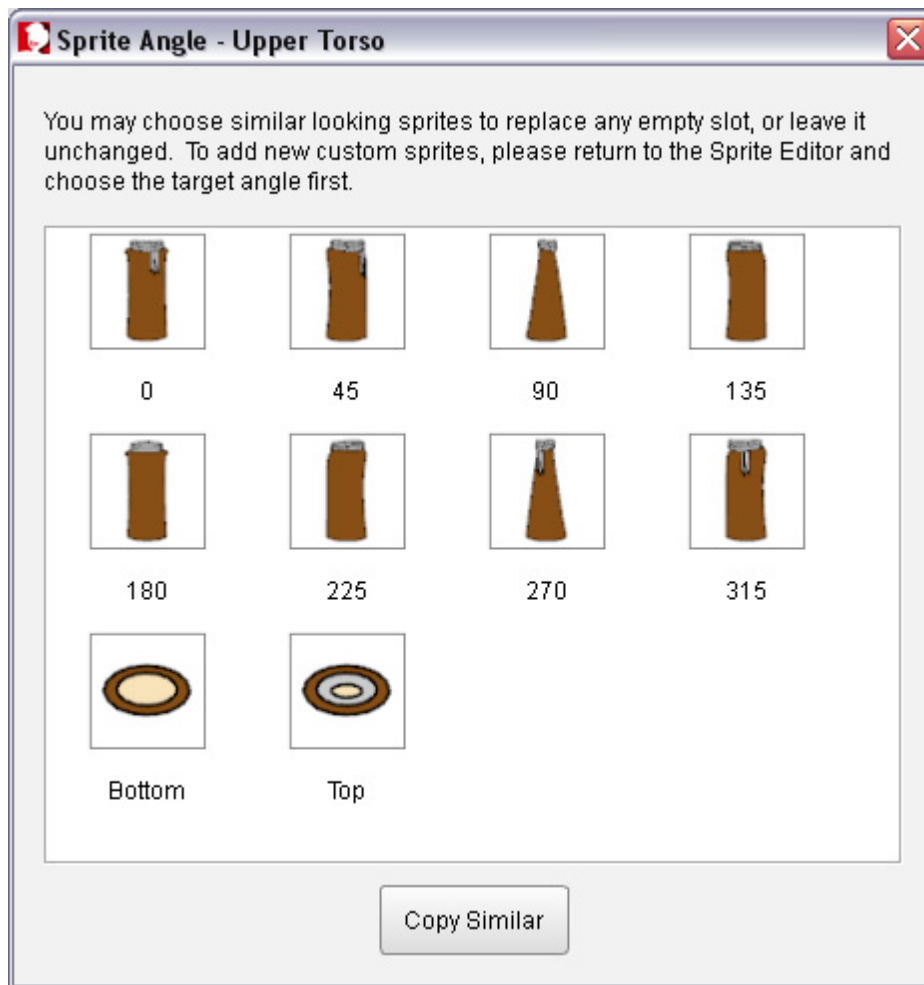 Sprite Angle - Upper Torso
You may choose similar looking sprites to replace any empty slot, or leave it
unchanged.  To add new custom sprites, please return to the Sprite Editor and
choose the target angle first.
0 45 90 135
180 225 270 315
Bottom Top
Copy Similar